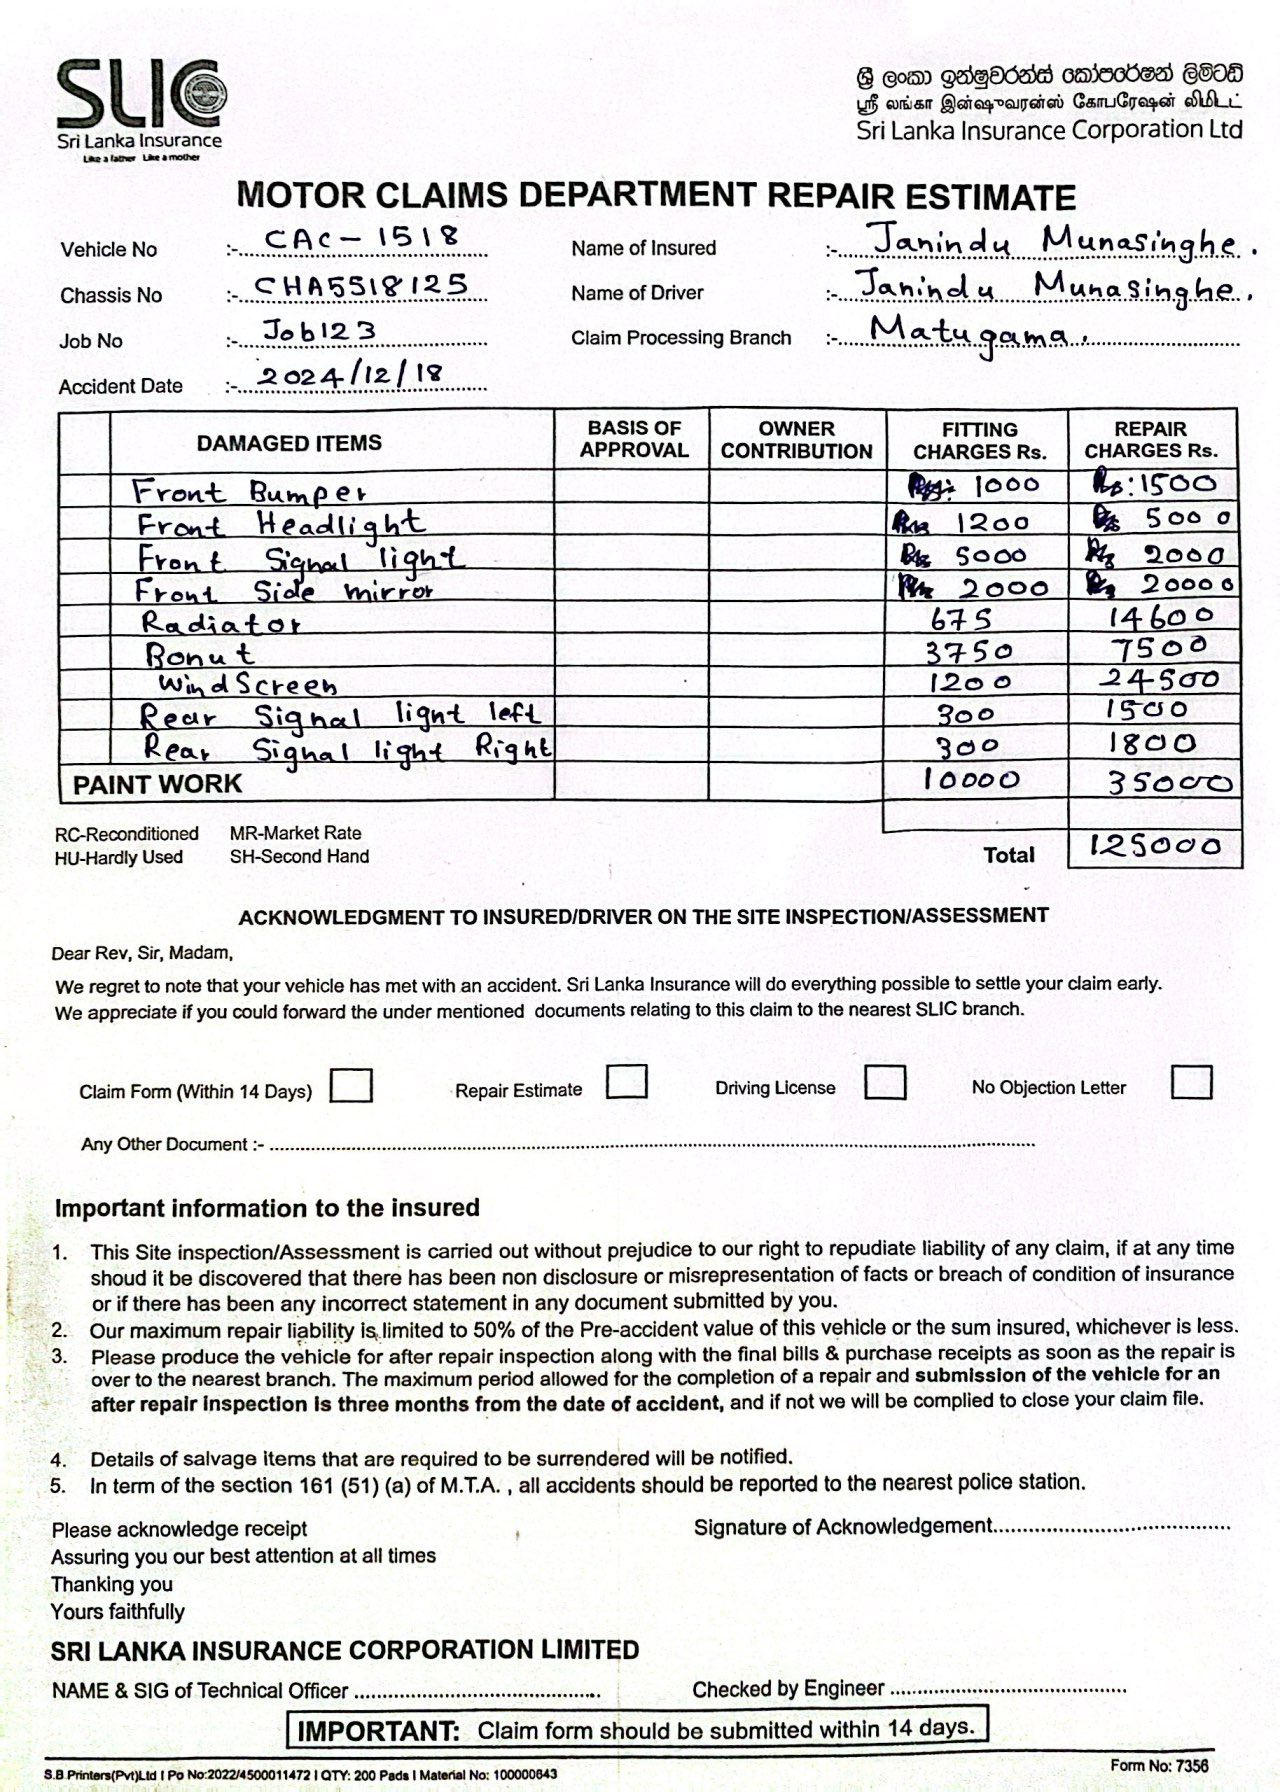 SLIC
Sri Lanka Insurance
Like a father Like a mother
ශ්‍රී ලංකා ඉන්ෂුවරන්ස් කෝපරේෂන් ලිමිටඩ්
ஸ்ரீ லங்கா இன்ஷுவரன்ஸ் கோபரேஷன் லிமிடட்
Sri Lanka Insurance Corporation Ltd
MOTOR CLAIMS DEPARTMENT REPAIR ESTIMATE
Vehicle No :- CAC-1518 Name of Insured :- Janindu Munasinghe.
Chassis No :- CHA5518125 Name of Driver :- Janindu Munasinghe.
Job No :- Job123 Claim Processing Branch :- Matugama.
Accident Date :- 2024/12/18
DAMAGED ITEMS BASIS OF APPROVAL OWNER CONTRIBUTION FITTING CHARGES Rs. REPAIR CHARGES Rs.
Front Bumper 1000 1500
Front Headlight 1200 5000
Front Signal light 5000 2000
Front Side mirror 2000 20000
Radiator 675 14600
Bonut 3750 7500
WindScreen 1200 24500
Rear Signal light left 300 1500
Rear Signal light Right 300 1800
PAINT WORK 10000 35000
RC-Reconditioned MR-Market Rate
HU-Hardly Used SH-Second Hand Total 125000
ACKNOWLEDGMENT TO INSURED/DRIVER ON THE SITE INSPECTION/ASSESSMENT
Dear Rev, Sir, Madam,
We regret to note that your vehicle has met with an accident. Sri Lanka Insurance will do everything possible to settle your claim early.
We appreciate if you could forward the under mentioned documents relating to this claim to the nearest SLIC branch.
Claim Form (Within 14 Days) Repair Estimate Driving License No Objection Letter
Any Other Document :-
Important information to the insured
1. This Site inspection/Assessment is carried out without prejudice to our right to repudiate liability of any claim, if at any time
shoud it be discovered that there has been non disclosure or misrepresentation of facts or breach of condition of insurance
or if there has been any incorrect statement in any document submitted by you.
2. Our maximum repair liability is limited to 50% of the Pre-accident value of this vehicle or the sum insured, whichever is less.
3. Please produce the vehicle for after repair inspection along with the final bills & purchase receipts as soon as the repair is
over to the nearest branch. The maximum period allowed for the completion of a repair and submission of the vehicle for an
after repair inspection is three months from the date of accident, and if not we will be complied to close your claim file.
4. Details of salvage items that are required to be surrendered will be notified.
5. In term of the section 161 (51) (a) of M.T.A. , all accidents should be reported to the nearest police station.
Please acknowledge receipt Signature of Acknowledgement
Assuring you our best attention at all times
Thanking you
Yours faithfully
SRI LANKA INSURANCE CORPORATION LIMITED
NAME & SIG of Technical Officer Checked by Engineer
IMPORTANT: Claim form should be submitted within 14 days.
S.B Printers(Pvt)Ltd I Po No:2022/4500011472 I QTY: 200 Pads I Material No: 100000643 Form No: 7356